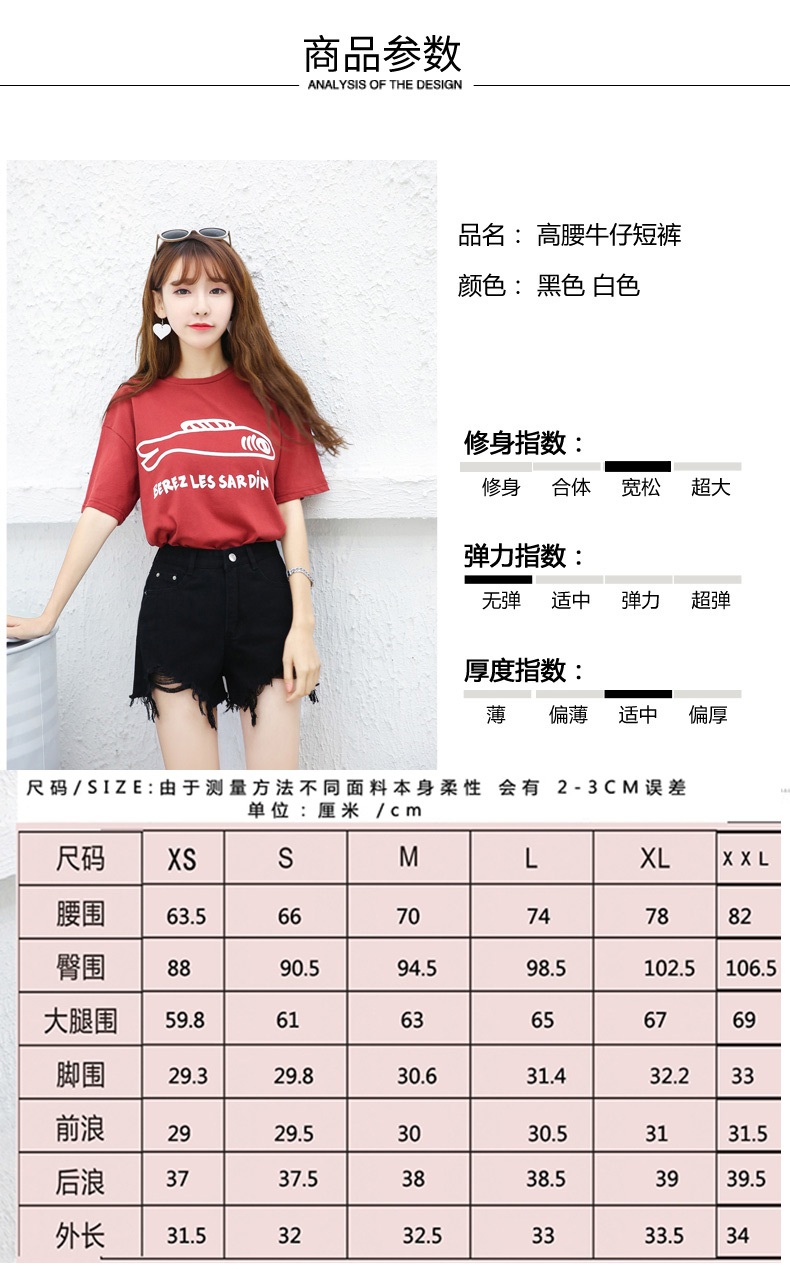 商品参数
ANALYSIS OF THE DESIGN
品名： 高腰牛仔短裤
颜色： 黑色 白色
BEREZ LES SARDIN
修身指数：
修身 合体 宽松 超大
弹力指数：
无弹 适中 弹力 超弹
厚度指数：
薄 偏薄 适中 偏厚
尺码/SIZE:由于测量方法不同面料本身柔性 会有 2-3CM误差
单位：厘米 /cm
尺码 XS S M L XL XXL
腰围 63.5 66 70 74 78 82
臀围 88 90.5 94.5 98.5 102.5 106.5
大腿围 59.8 61 63 65 67 69
脚围 29.3 29.8 30.6 31.4 32.2 33
前浪 29 29.5 30 30.5 31 31.5
后浪 37 37.5 38 38.5 39 39.5
外长 31.5 32 32.5 33 33.5 34